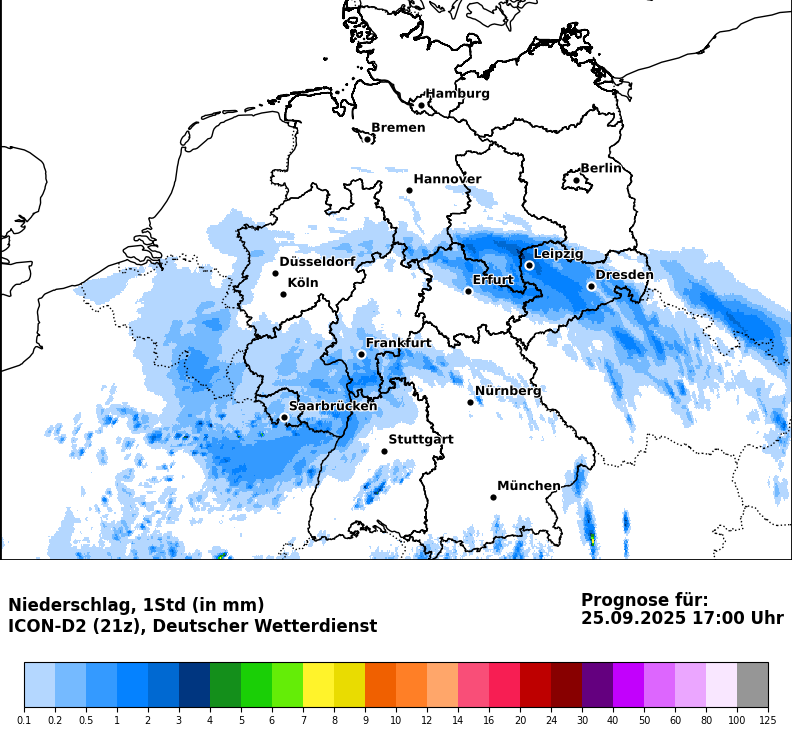 Hamburg
Bremen
Berlin
Hannover
Leipzig
Düsseldorf
Dresden
Köln
Erfurt
Frankfurt
Nürnberg
Saarbrücken
Stuttgart
München
Niederschlag, 1Std (in mm)
ICON-D2 (21z), Deutscher Wetterdienst
Prognose für:
25.09.2025 17:00 Uhr
0.1 0.2 0.5 1 2 3 4 5 6 7 8 9 10 12 14 16 20 24 30 40 50 60 80 100 125